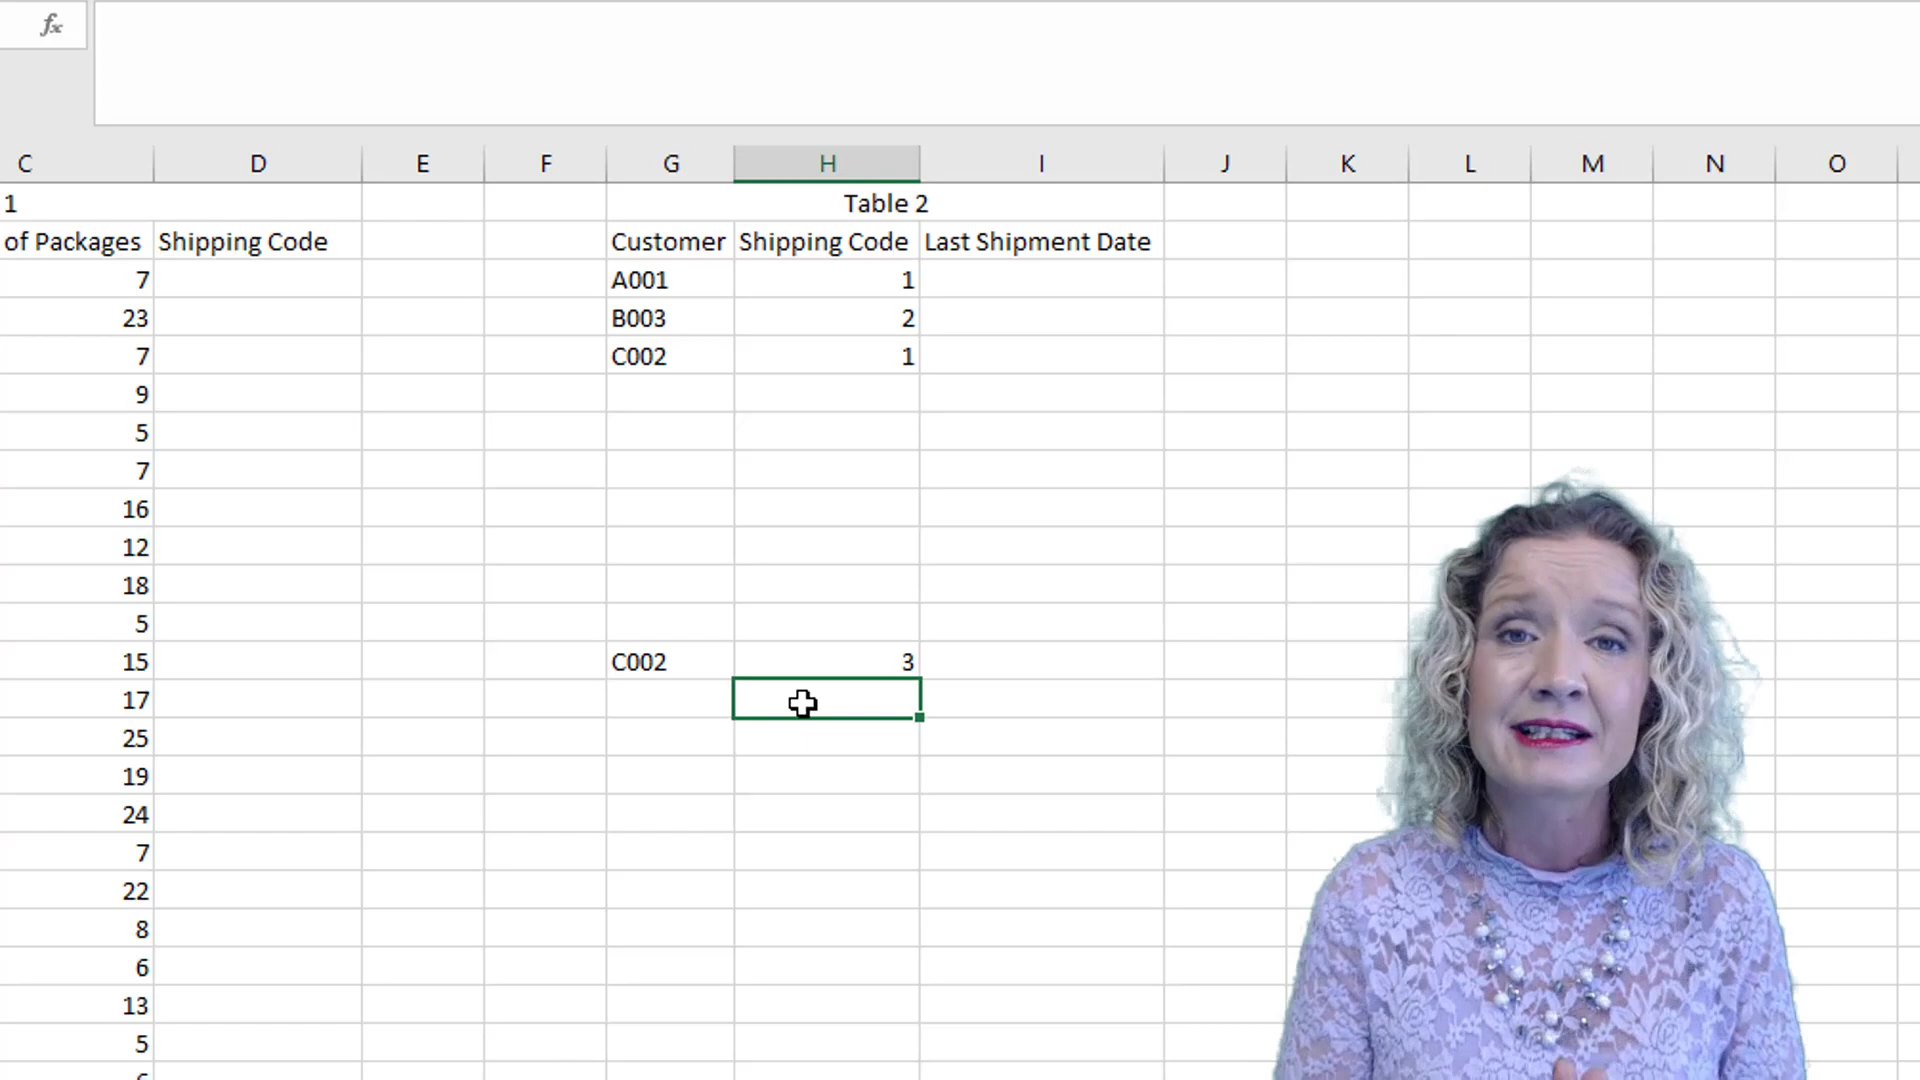 fx
C D E F G H I J K L M N O
1 Table 2
of Packages Shipping Code Customer Shipping Code Last Shipment Date
7 A001 1
23 B003 2
7 C002 1
9
5
7
16
12
18
5
15 C002 3
17
25
19
24
7
22
8
6
13
5